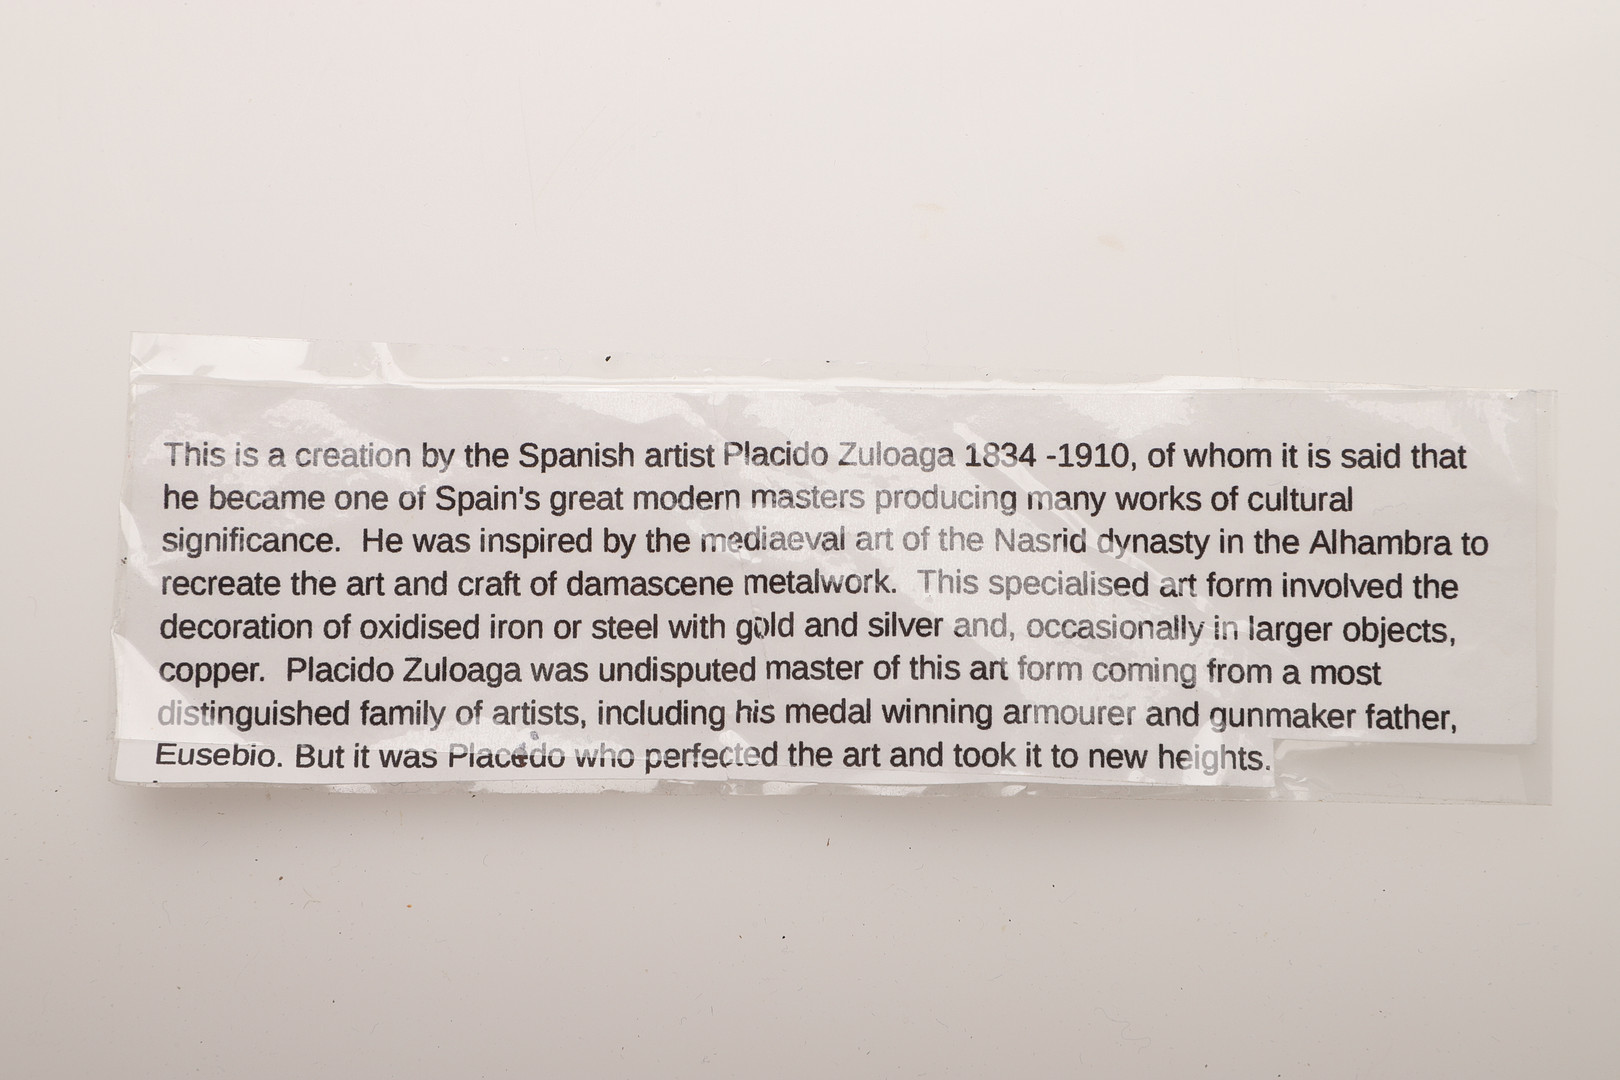 This is a creation by the Spanish artist Placido Zuloaga 1834 -1910, of whom it is said that
he became one of Spain's great modern masters producing many works of cultural
significance.  He was inspired by the mediaeval art of the Nasrid dynasty in the Alhambra to
recreate the art and craft of damascene metalwork.  This specialised art form involved the
decoration of oxidised iron or steel with gold and silver and, occasionally in larger objects,
copper.  Placido Zuloaga was undisputed master of this art form coming from a most
distinguished family of artists, including his medal winning armourer and gunmaker father,
Eusebio. But it was Placedo who perfected the art and took it to new heights.